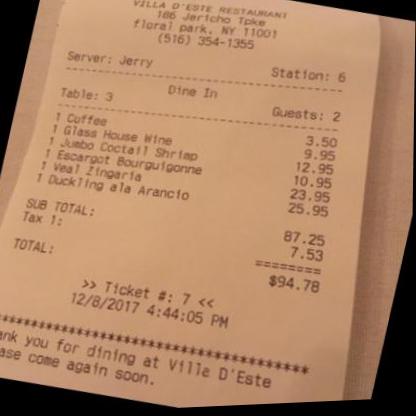 VILLA D'ESTE RESTAURANT
186 Jericho Tpke
floral park, NY 11001
(516) 354-1355
Server: Jerry Station: 6
Dine In
Table: 3 Guests: 2
1 Coffee 3.50
1 Glass House Wine 9.95
1 Jumbo Coctail Shrimp 12.95
1 Escargot Bourguigonne 10.95
1 Veal Zingaria 23.95
1 Duckling ala Arancio 25.95
SUB TOTAL: 87.25
Tax 1: 7.53
========
TOTAL: $94.78
>> Ticket #: 7 <<
12/8/2017 4:44:05 PM
ank you for dining at Villa D'Este
ase come again soon.